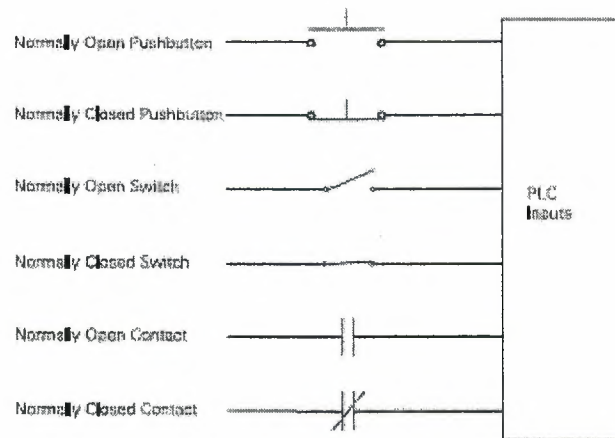 Normally Open Pushbutton
Normally Closed Pushbutton
Normally Open Switch
PLC
Inputs
Normally Closed Switch
Normally Open Contact
Normally Closed Contact